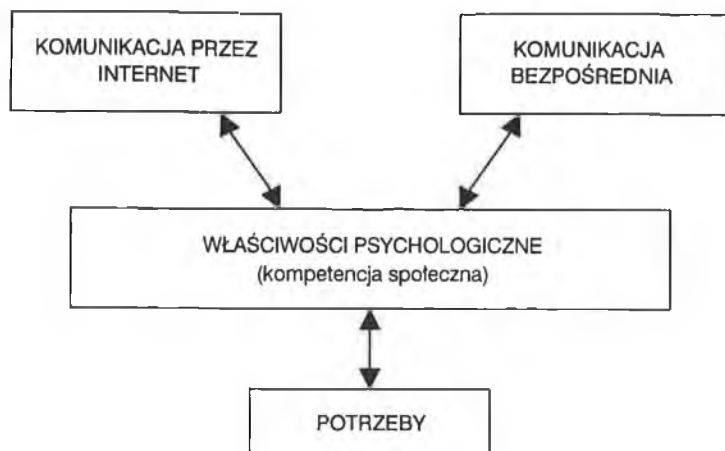 KOMUNIKACJA PRZEZ
INTERNET
KOMUNIKACJA
BEZPOŚREDNIA
WŁAŚCIWOŚCI PSYCHOLOGICZNE
(kompetencja społeczna)
POTRZEBY